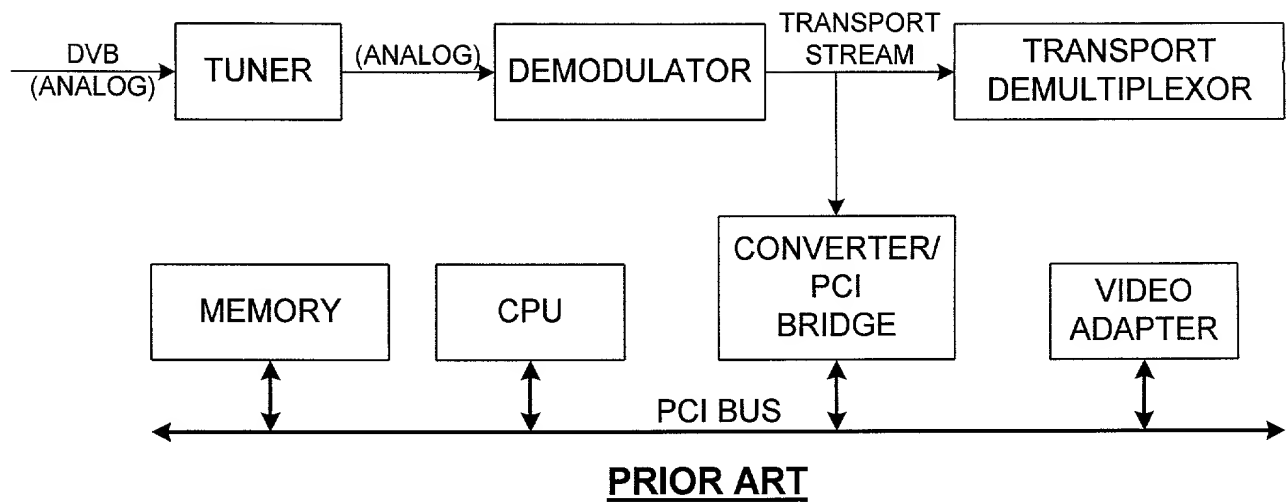 DVB
(ANALOG)
TUNER
(ANALOG)
DEMODULATOR
TRANSPORT
STREAM
TRANSPORT
DEMULTIPLEXOR
MEMORY
CPU
CONVERTER/
PCI
BRIDGE
VIDEO
ADAPTER
PCI BUS
PRIOR ART